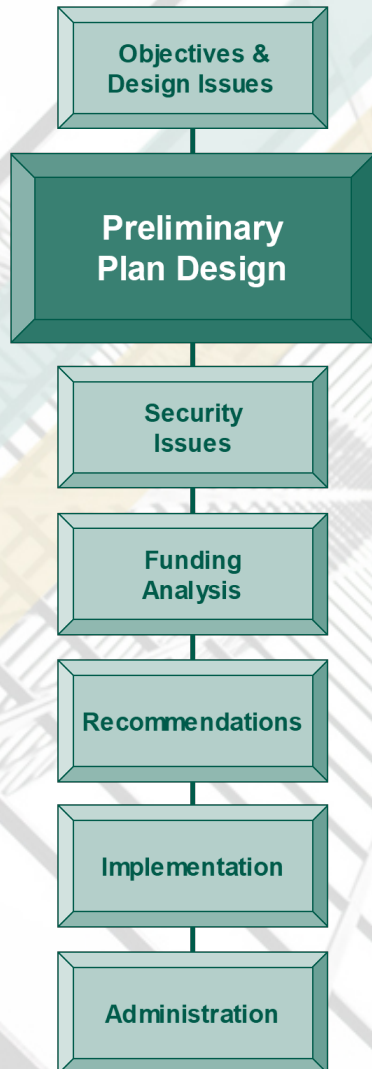 Objectives &
Design Issues
Preliminary
Plan Design
Security
Issues
Funding
Analysis
Recommendations
Implementation
Administration